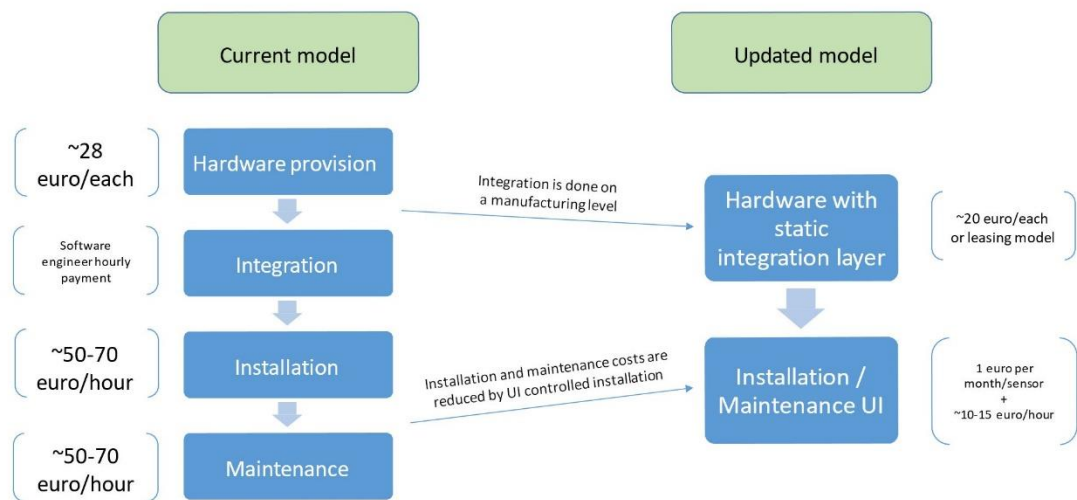 Current model
Updated model
~28
euro/each
Hardware provision
Integration is done on
a manufacturing level
Hardware with
static
integration layer
~20 euro/each
or leasing model
Software
engineer hourly
payment
Integration
~50-70
euro/hour
Installation
Installation and maintenance costs are
reduced by UI controlled installation
Installation /
Maintenance UI
1 euro per
month/sensor
+
~10-15 euro/hour
~50-70
euro/hour
Maintenance